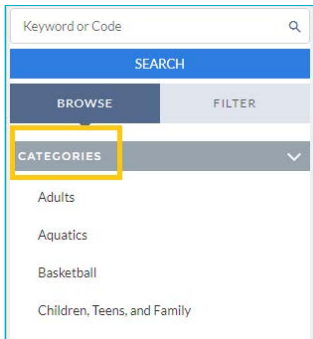 Keyword or Code
SEARCH
BROWSE FILTER
CATEGORIES
Adults
Aquatics
Basketball
Children, Teens, and Family